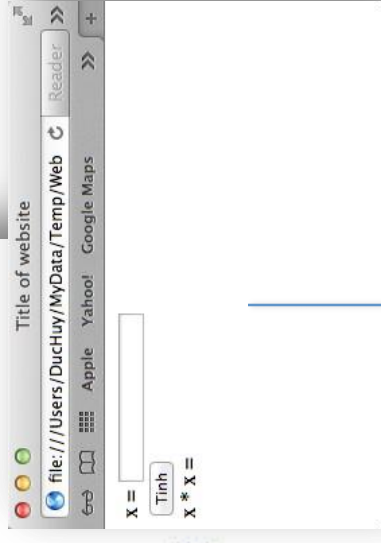 Title of website
file:///Users/DucHuy/MyData/Temp/Web
Reader
Apple Yahoo! Google Maps
x =
Tinh
x * x =